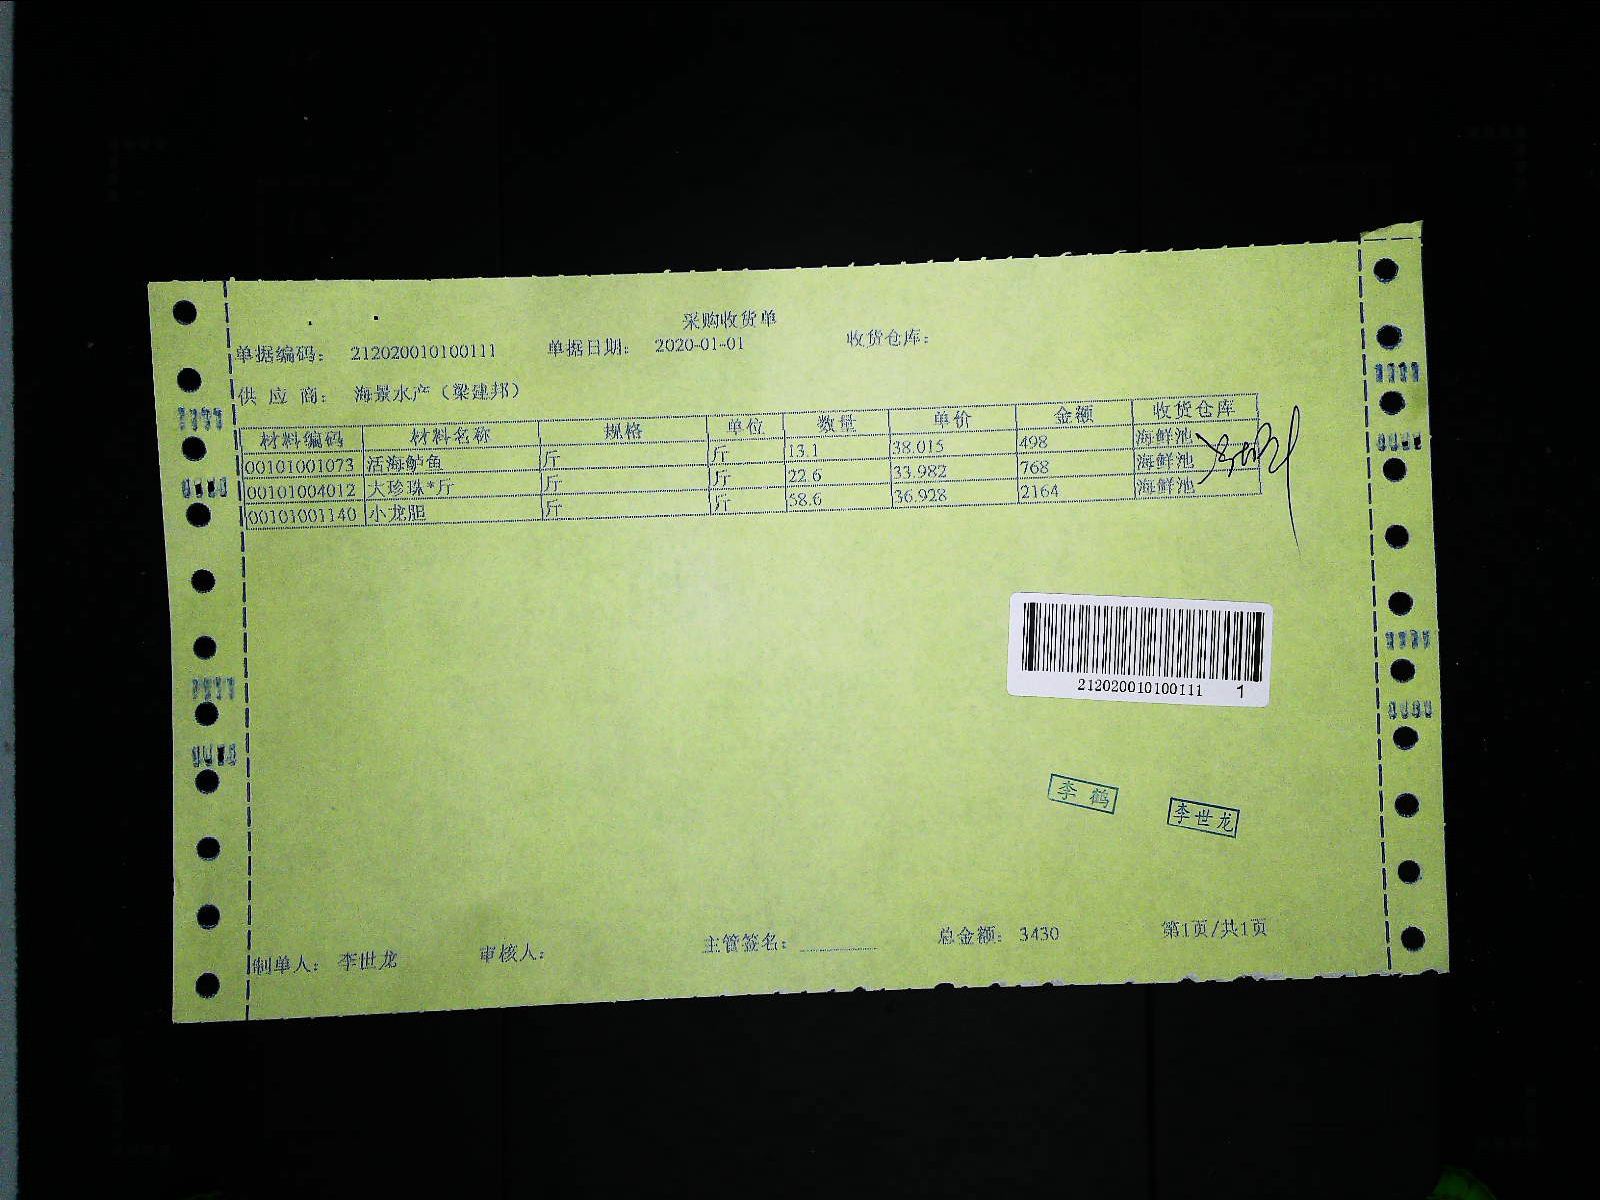 采购收货单
单据编码： 212020010100111 单据日期： 2020-01-01 收货仓库：
供 应 商： 海景水产（梁建邦）
材料编码 材料名称 规格 单位 数量 单价 金额 收货仓库
00101001073 活海鲈鱼 斤 斤 13.1 38.015 498 海鲜池
00101004012 大珍珠*斤 斤 斤 22.6 33.982 768 海鲜池
00101001140 小龙胆 斤 斤 58.6 36.928 2164 海鲜池
212020010100111 1
李鹤
李世龙
制单人： 李世龙 审核人： 主管签名： 总金额： 3430 第1页/共1页